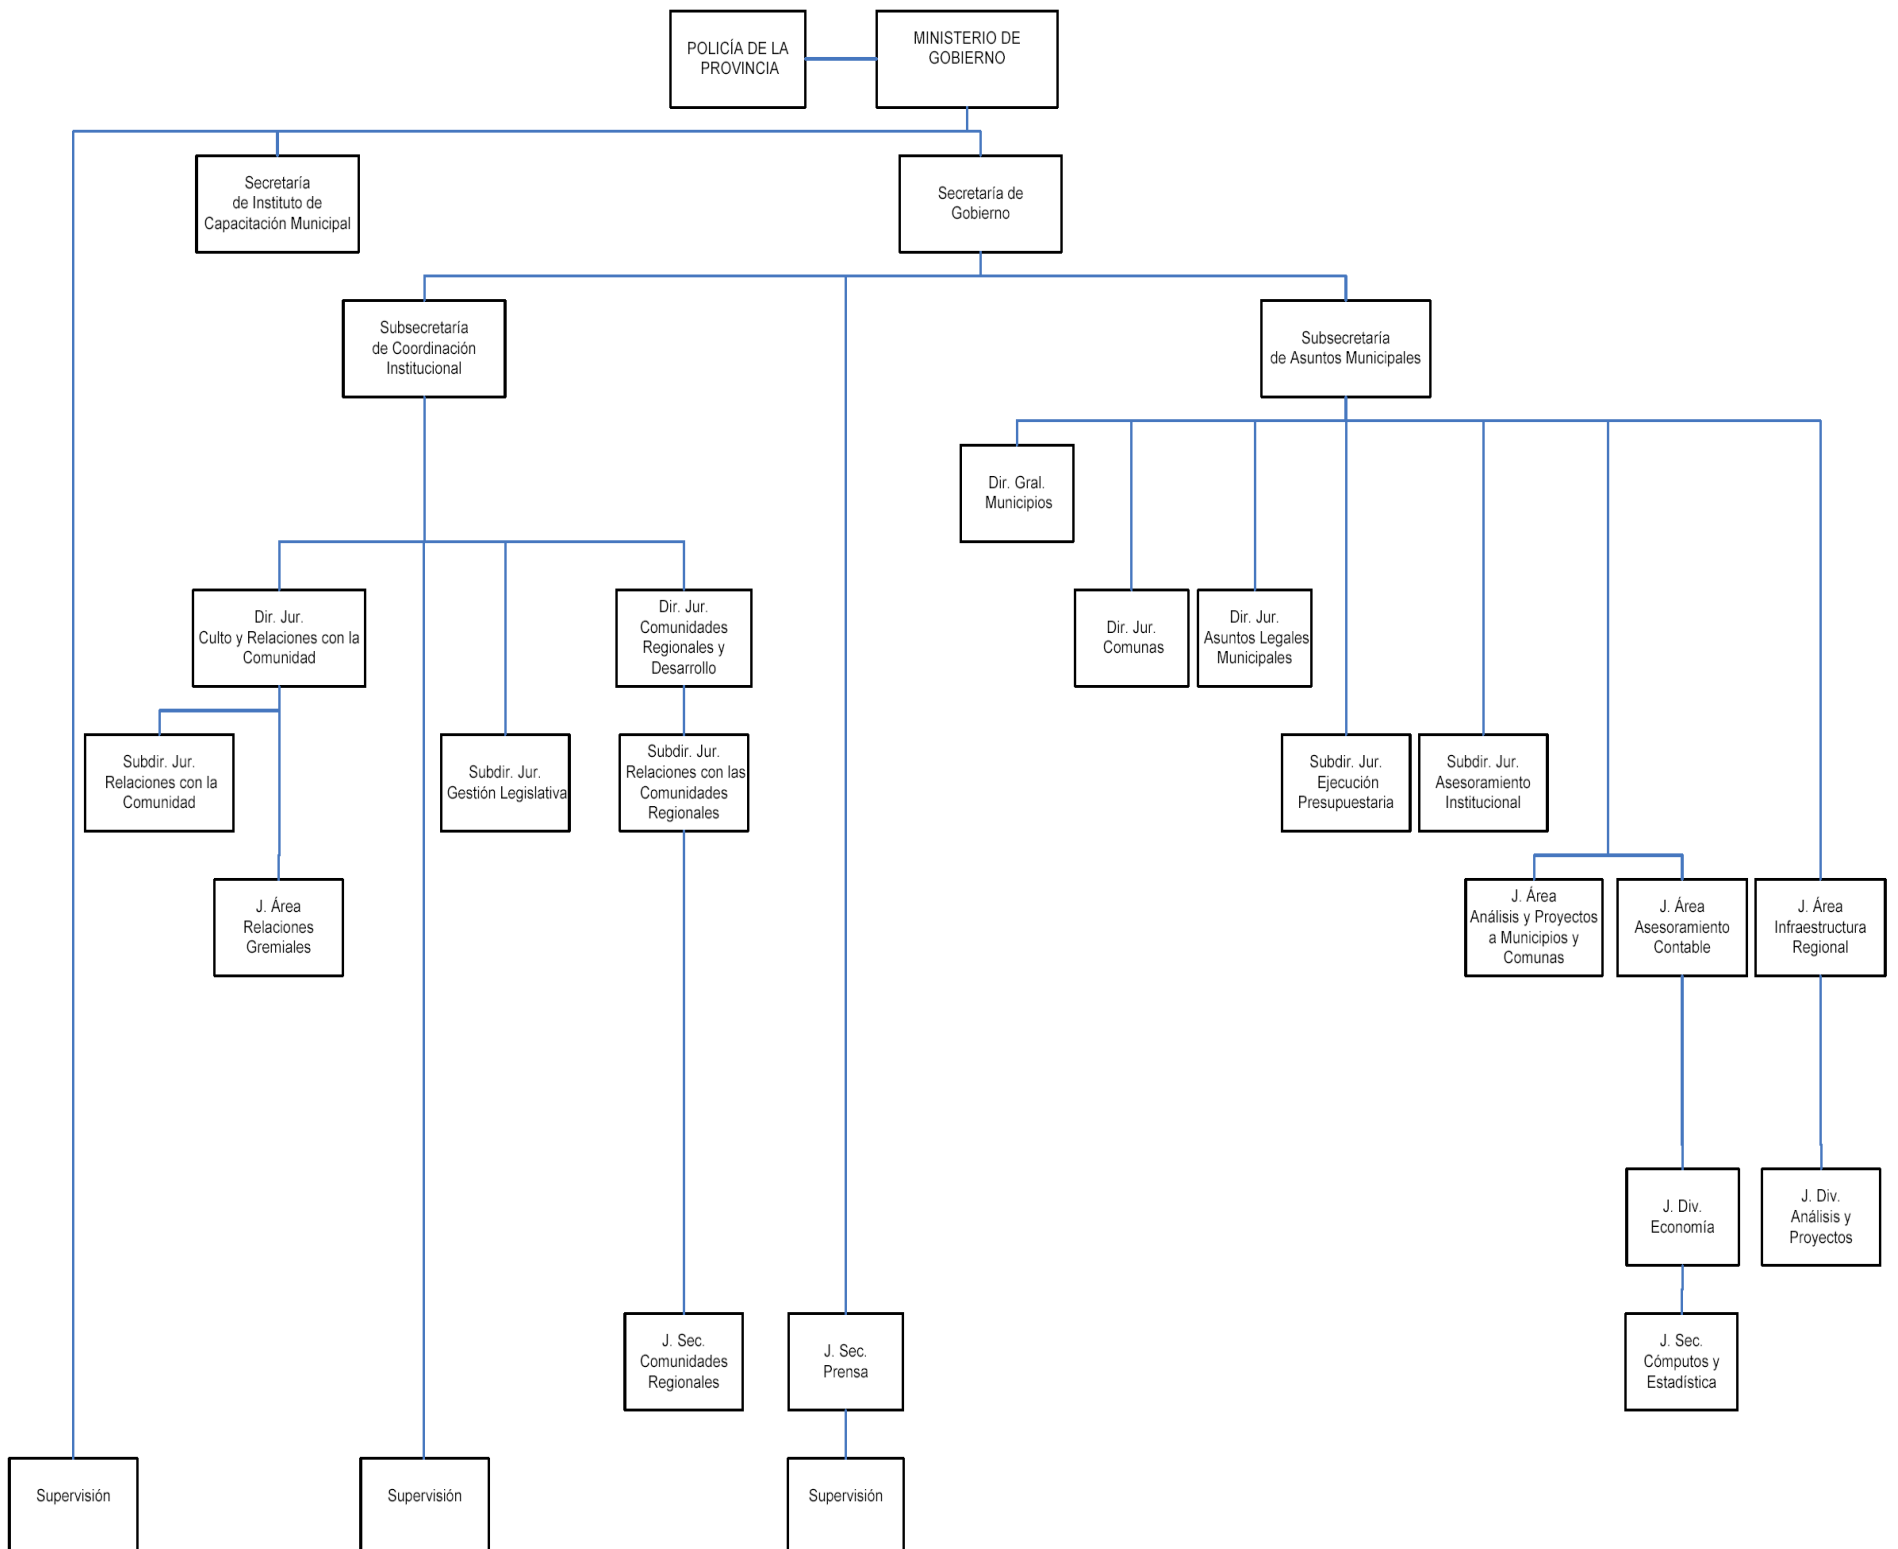 POLICÍA DE LA
PROVINCIA
MINISTERIO DE
GOBIERNO
Secretaría
de Instituto de
Capacitación Municipal
Secretaría de
Gobierno
Subsecretaría
de Coordinación
Institucional
Subsecretaría
de Asuntos Municipales
Dir. Gral.
Municipios
Dir. Jur.
Culto y Relaciones con la
Comunidad
Dir. Jur.
Comunidades
Regionales y
Desarrollo
Dir. Jur.
Comunas
Dir. Jur.
Asuntos Legales
Municipales
Subdir. Jur.
Relaciones con la
Comunidad
Subdir. Jur.
Gestión Legislativa
Subdir. Jur.
Relaciones con las
Comunidades
Regionales
Subdir. Jur.
Ejecución
Presupuestaria
Subdir. Jur.
Asesoramiento
Institucional
J. Área
Relaciones
Gremiales
J. Área
Análisis y Proyectos
a Municipios y
Comunas
J. Área
Asesoramiento
Contable
J. Área
Infraestructura
Regional
J. Div.
Economía
J. Div.
Análisis y
Proyectos
J. Sec.
Comunidades
Regionales
J. Sec.
Prensa
J. Sec.
Cómputos y
Estadística
Supervisión
Supervisión
Supervisión